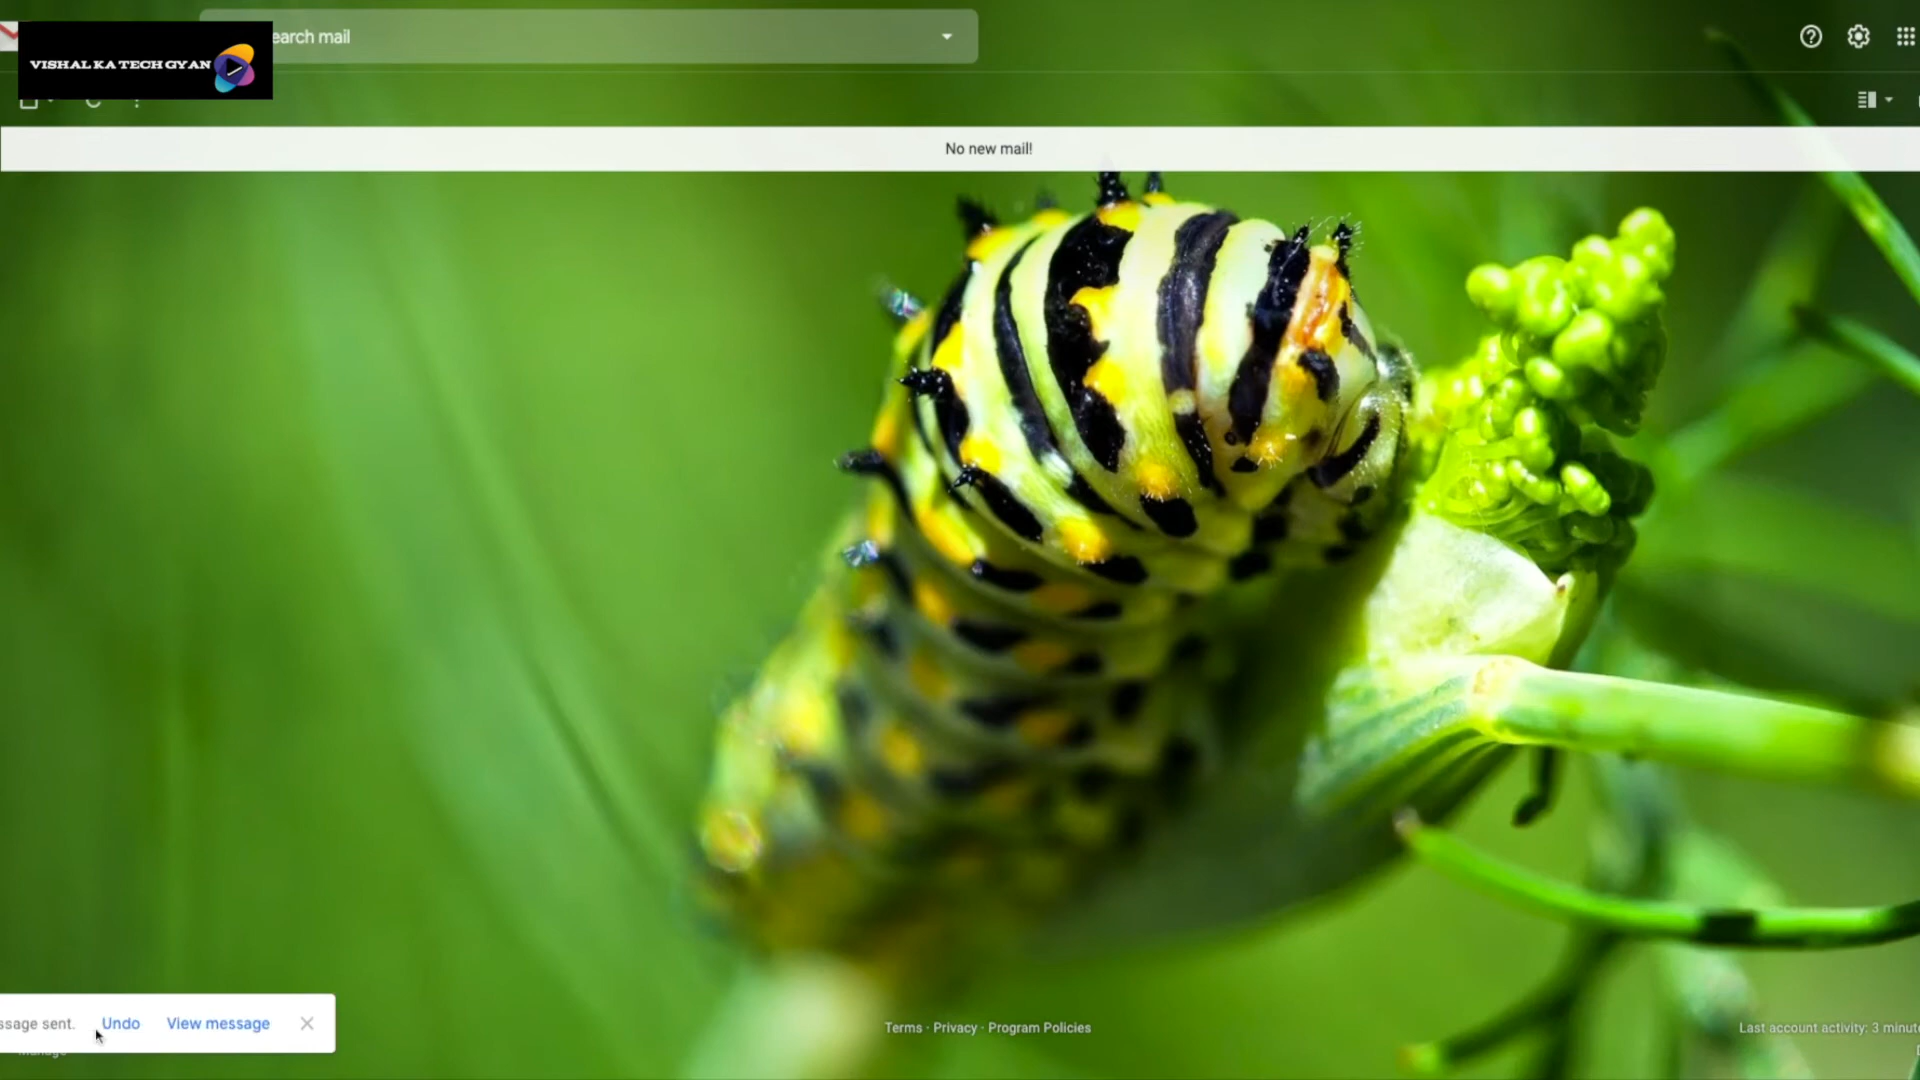 earch mail
VISHAL KA TECH GYAN
No new mail!
ssage sent. Undo View message
Terms · Privacy · Program Policies
Last account activity: 3 minut